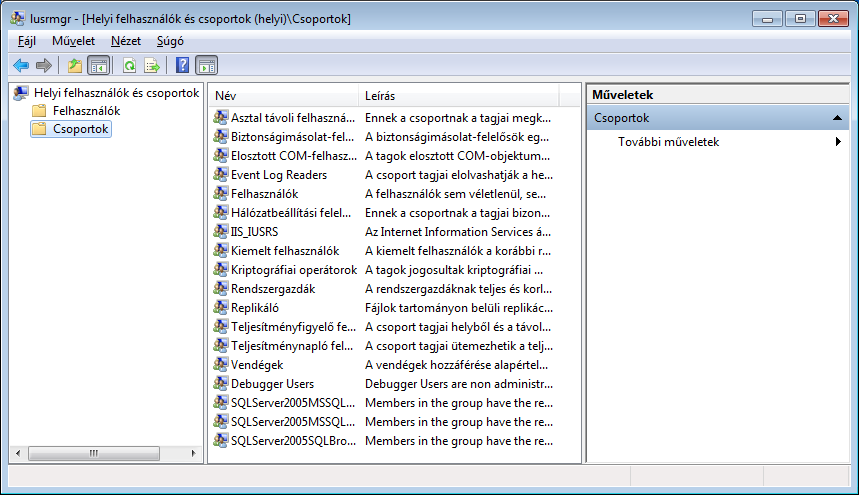 lusrmgr - [Helyi felhasználók és csoportok (helyi)\Csoportok]
Fájl Művelet Nézet Súgó
Helyi felhasználók és csoportok
Felhasználók
Csoportok
Név Leírás
Asztal távoli felhaszná... Ennek a csoportnak a tagjai megk...
Biztonságimásolat-fel... A biztonságimásolat-felelősök eg...
Elosztott COM-felhasz... A tagok elosztott COM-objektum...
Event Log Readers A csoport tagjai elolvashatják a he...
Felhasználók A felhasználók sem véletlenül, se...
Hálózatbeállítási felel... Ennek a csoportnak a tagjai bizon...
IIS_IUSRS Az Internet Information Services á...
Kiemelt felhasználók A kiemelt felhasználók a korábbi r...
Kriptográfiai operátorok A tagok jogosultak kriptográfiai ...
Rendszergazdák A rendszergazdáknak teljes és korl...
Replikáló Fájlok tartományon belüli replikác...
Teljesítményfigyelő fe... A csoport tagjai helyből és a távol...
Teljesítménynapló fel... A csoport tagjai ütemezhetik a telj...
Vendégek A vendégek hozzáférése alapértel...
Debugger Users Debugger Users are non administr...
SQLServer2005MSSQL... Members in the group have the re...
SQLServer2005MSSQL... Members in the group have the re...
SQLServer2005SQLBro... Members in the group have the re...
Műveletek
Csoportok
További műveletek